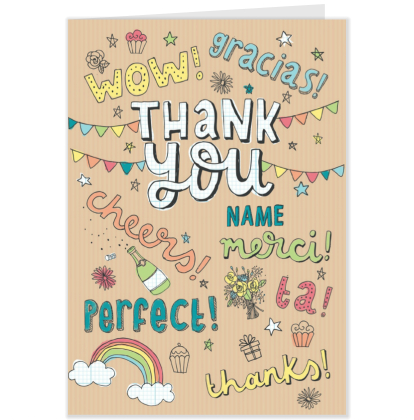 WOW!
gracias!
THANK
YOU
NAME
cheers!
merci!
perfect!
ta!
thanks!